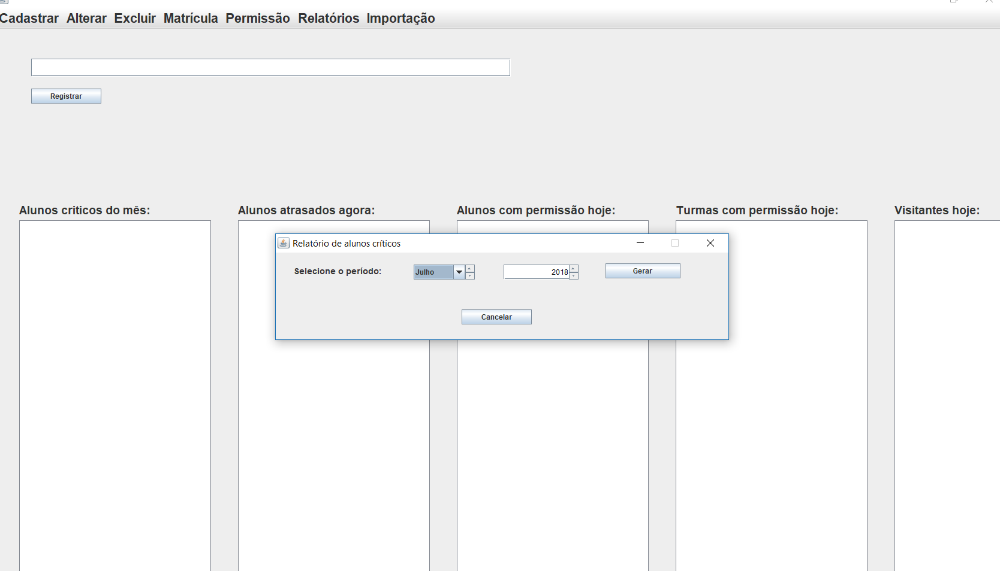 Cadastrar Alterar Excluir Matrícula Permissão Relatórios Importação
Registrar
Alunos criticos do mês: Alunos atrasados agora: Alunos com permissão hoje: Turmas com permissão hoje: Visitantes hoje:
Relatório de alunos críticos
Selecione o período: Julho 2018 Gerar
Cancelar